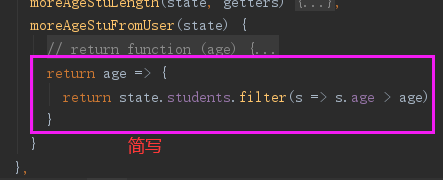 moreAgeStuLength(state, getters) {...},
moreAgeStuFromUser(state) {
// return function (age) {...
return age => {
return state.students.filter(s => s.age > age)
}
}
简写
},